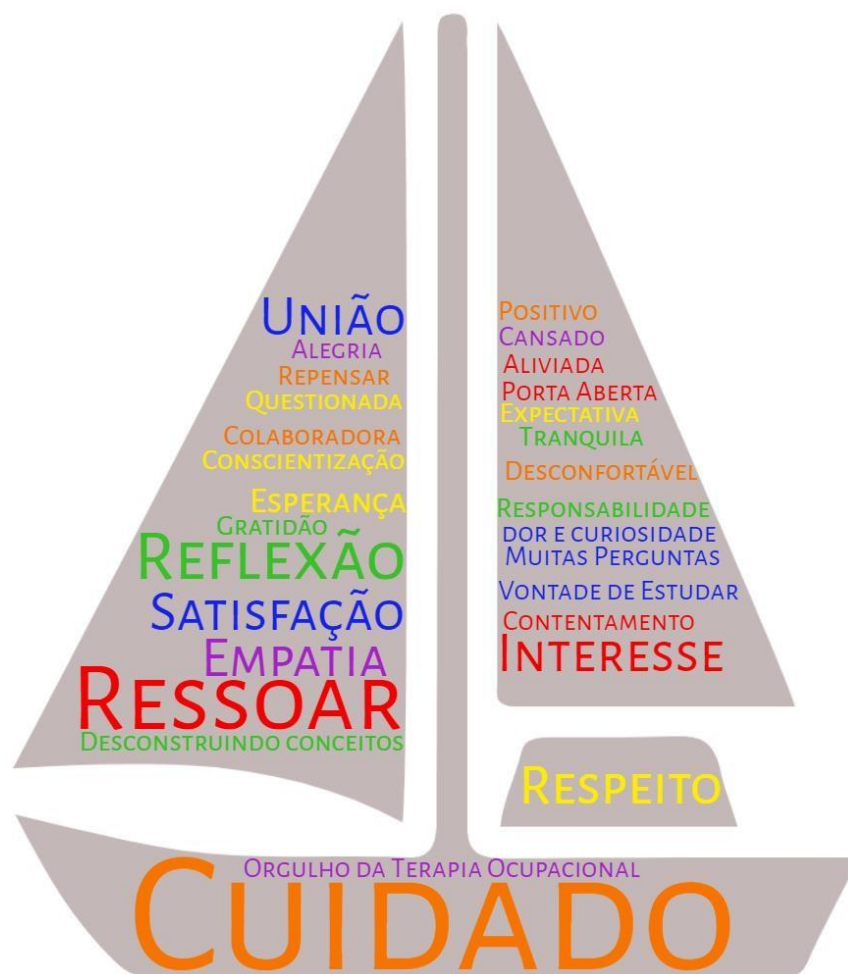 União
Alegria
Repensar
Questionada
Colaboradora
Conscientização
Esperança
Gratidão
Reflexão
Satisfação
Empatia
Ressoar
Desconstruindo conceitos
Positivo
Cansado
Aliviada
Porta Aberta
Expectativa
Tranquila
Desconfortável
Responsabilidade
dor e curiosidade
Muitas Perguntas
Vontade de Estudar
Contentamento
Interesse
Respeito
Orgulho da Terapia Ocupacional
Cuidado